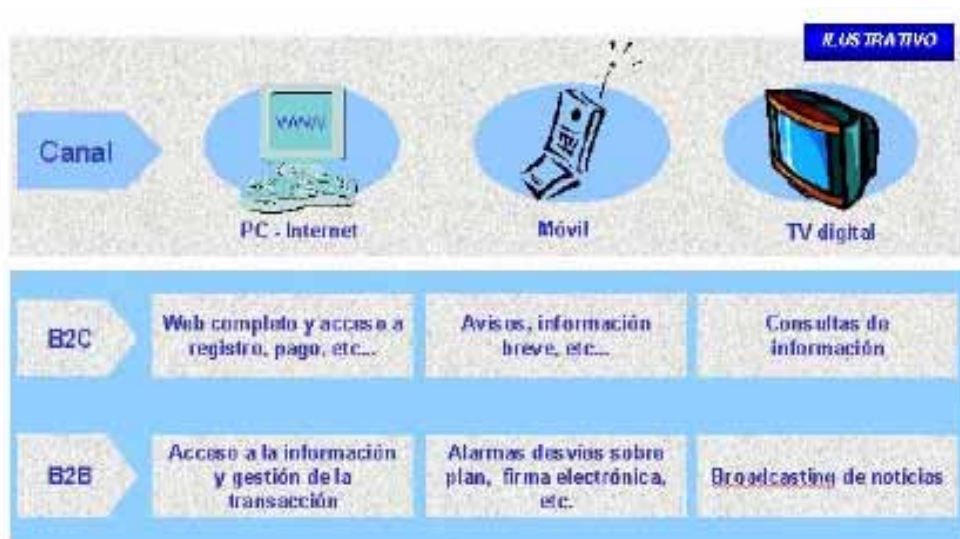 ILUSTRATIVO
Canal
WWW
PC - Internet
Móvil
TV digital
B2C
Web completo y acceso a
registro, pago, etc...
Avisos, información
breve, etc...
Consultas de
información
B2B
Acceso a la información
y gestión de la
transacción
Alarmas desvios sobre
plan, firma electrónica,
etc.
Broadcasting de noticias